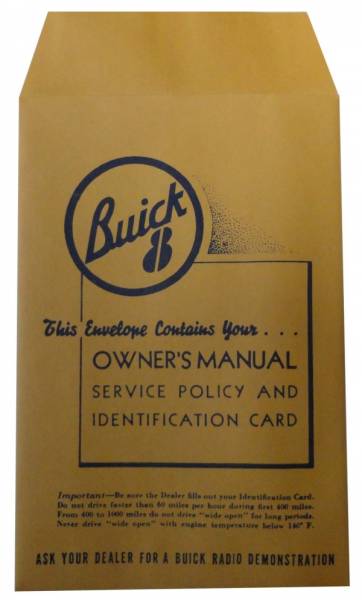 Buick
8
This Envelope Contains Your . . .
OWNER'S MANUAL
SERVICE POLICY AND
IDENTIFICATION CARD
Important—Be sure the Dealer fills out your Identification Card.
Do not drive faster than 60 miles per hour during first 400 miles.
From 400 to 1000 miles do not drive "wide open" for long periods.
Never drive "wide open" with engine temperature below 140° F.
ASK YOUR DEALER FOR A BUICK RADIO DEMONSTRATION